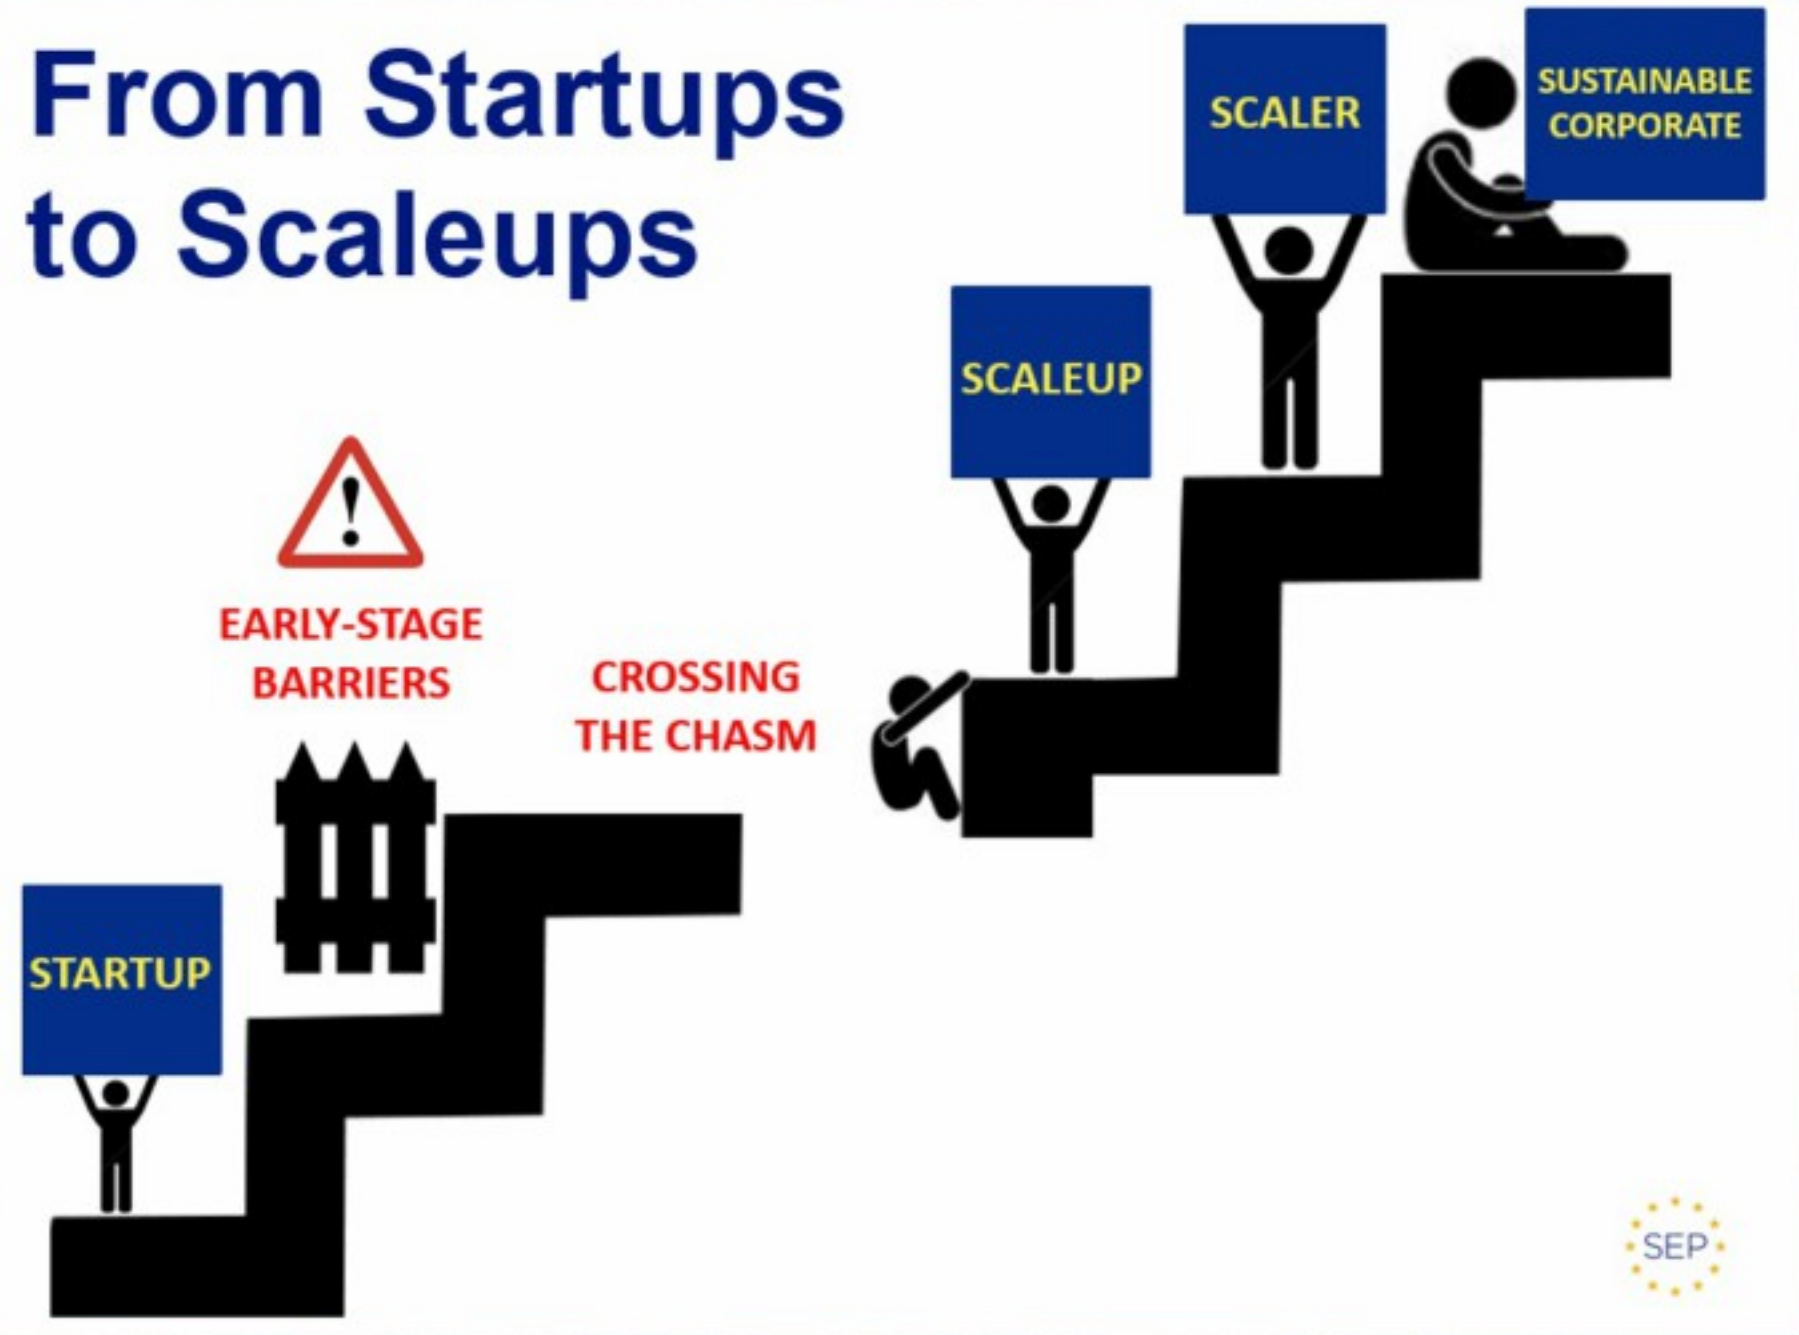 From Startups
to Scaleups
SCALER
SUSTAINABLE
CORPORATE
SCALEUP
!
EARLY-STAGE
BARRIERS
CROSSING
THE CHASM
STARTUP
SEP